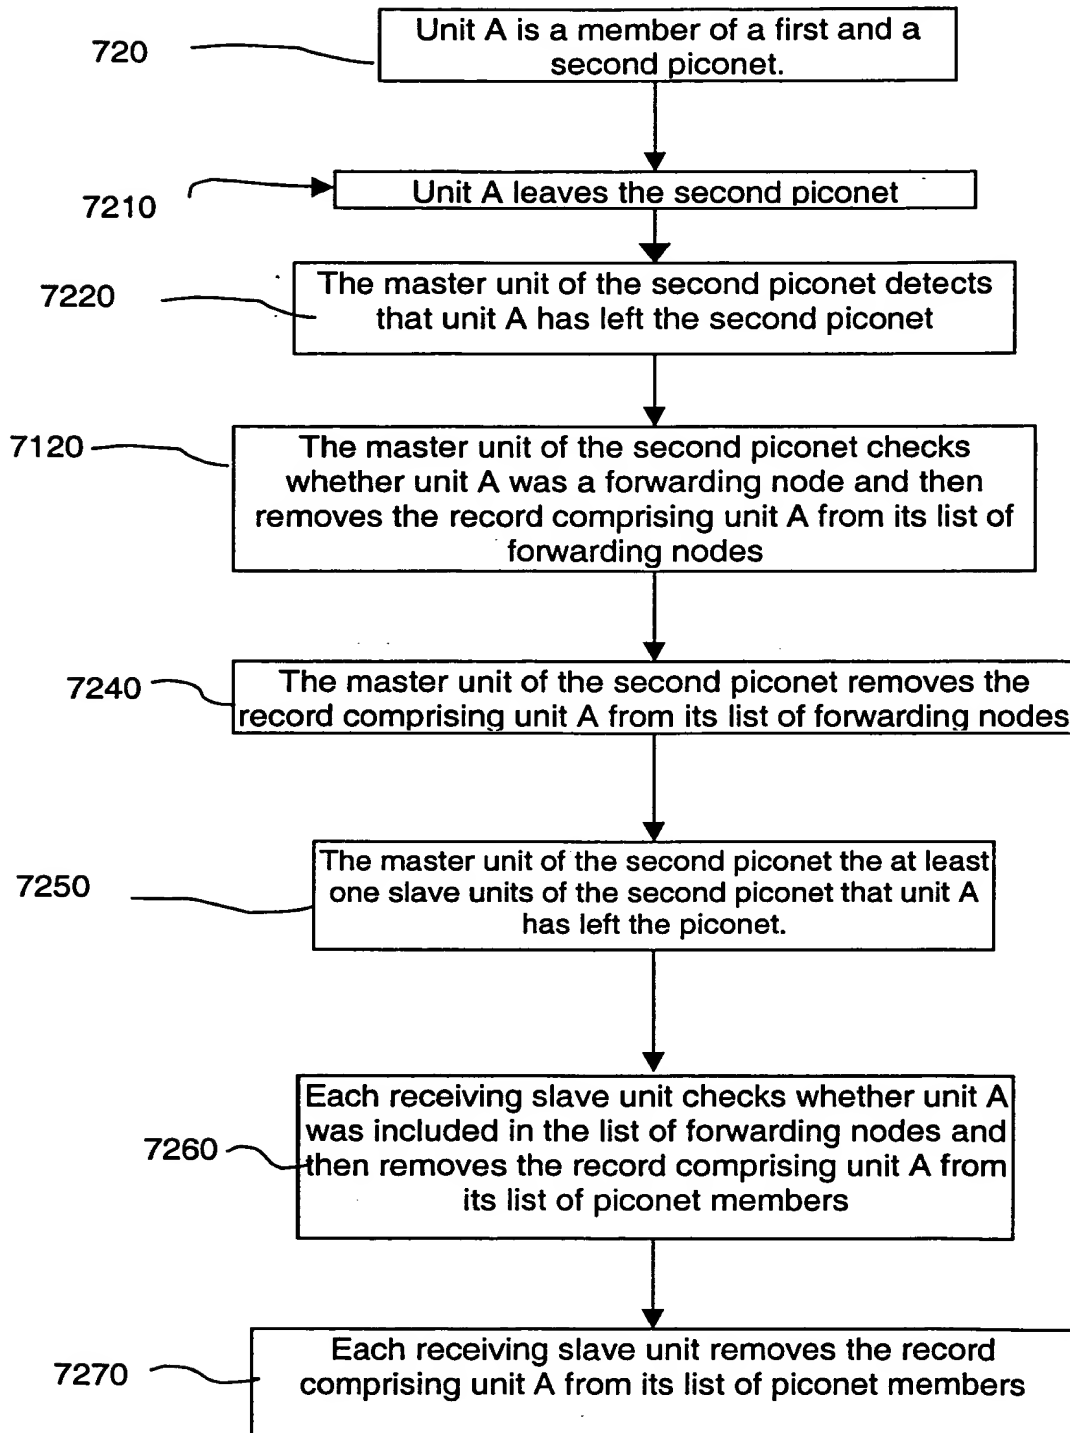 720
Unit A is a member of a first and a
second piconet.
7210
Unit A leaves the second piconet
7220
The master unit of the second piconet detects
that unit A has left the second piconet
7120
The master unit of the second piconet checks
whether unit A was a forwarding node and then
removes the record comprising unit A from its list of
forwarding nodes
7240
The master unit of the second piconet removes the
record comprising unit A from its list of forwarding nodes
7250
The master unit of the second piconet the at least
one slave units of the second piconet that unit A
has left the piconet.
7260
Each receiving slave unit checks whether unit A
was included in the list of forwarding nodes and
then removes the record comprising unit A from
its list of piconet members
7270
Each receiving slave unit removes the record
comprising unit A from its list of piconet members